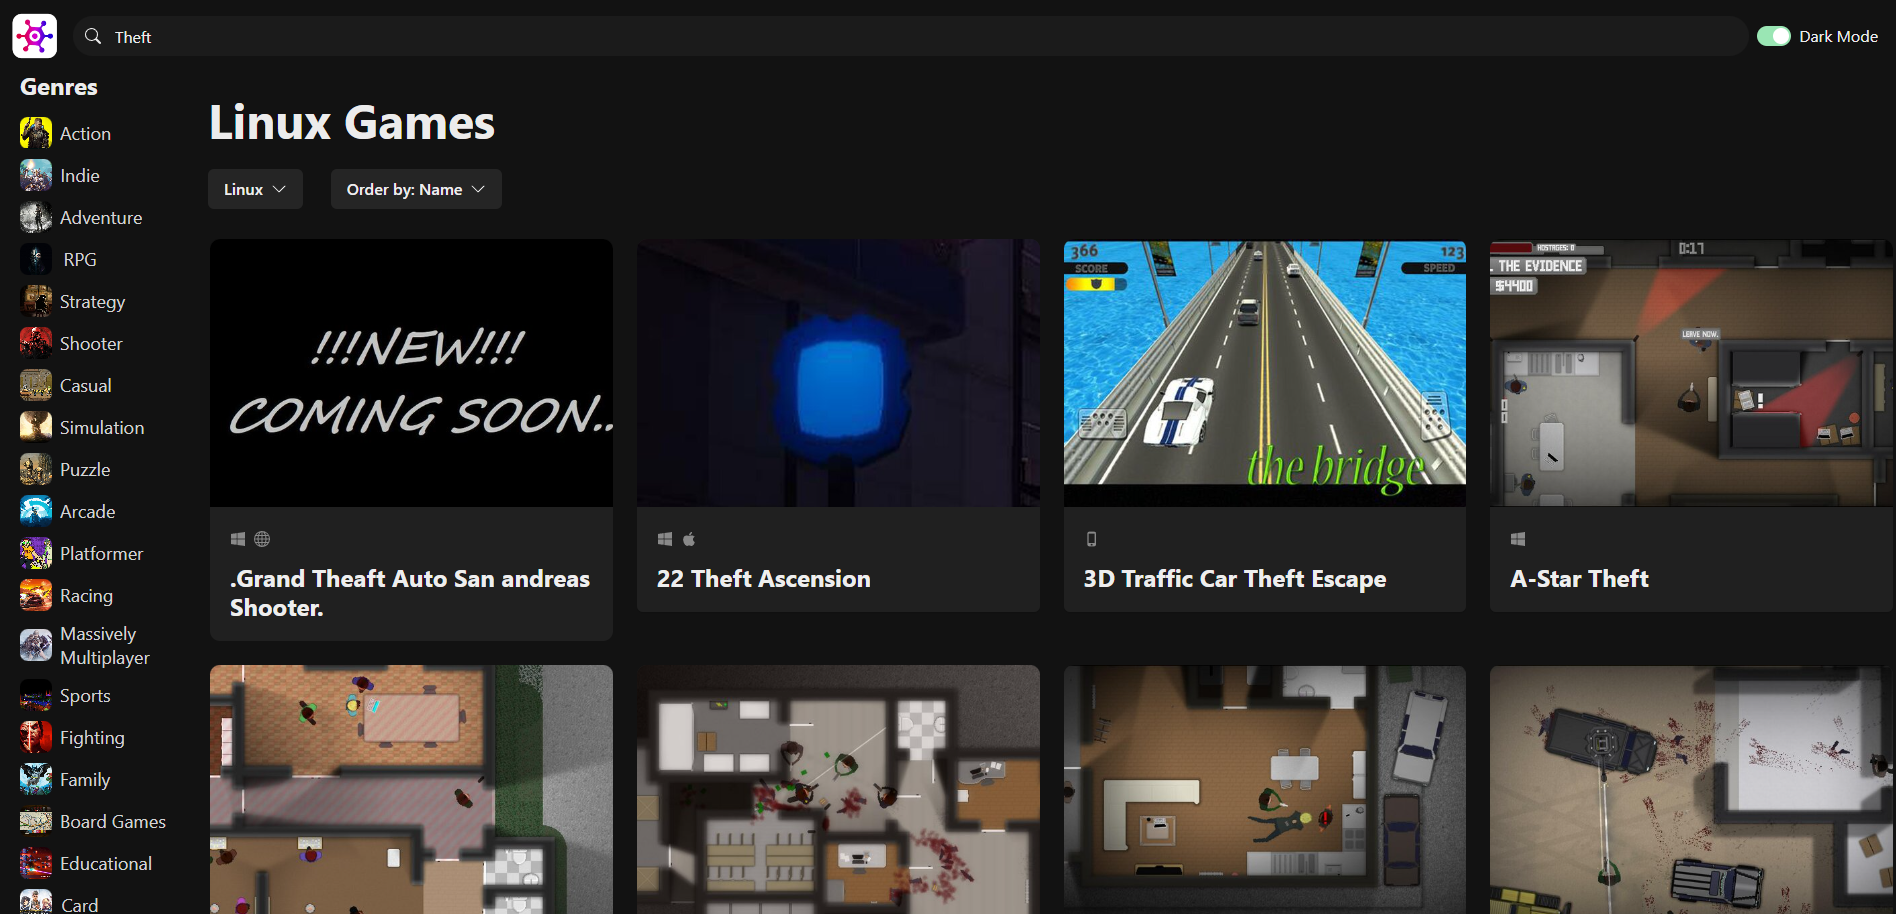 Theft
Dark Mode
Genres
Action
Indie
Adventure
RPG
Strategy
Shooter
Casual
Simulation
Puzzle
Arcade
Platformer
Racing
Massively
Multiplayer
Sports
Fighting
Family
Board Games
Educational
Card
Linux Games
Linux
Order by: Name
!!!NEW!!!
COMING SOON..
.Grand Theaft Auto San andreas
Shooter.
22 Theft Ascension
366
SCORE
123
SPEED
the bridge
3D Traffic Car Theft Escape
HOSTAGES: 0
0:17
. THE EVIDENCE
$4400
LEAVE NOW.
A-Star Theft